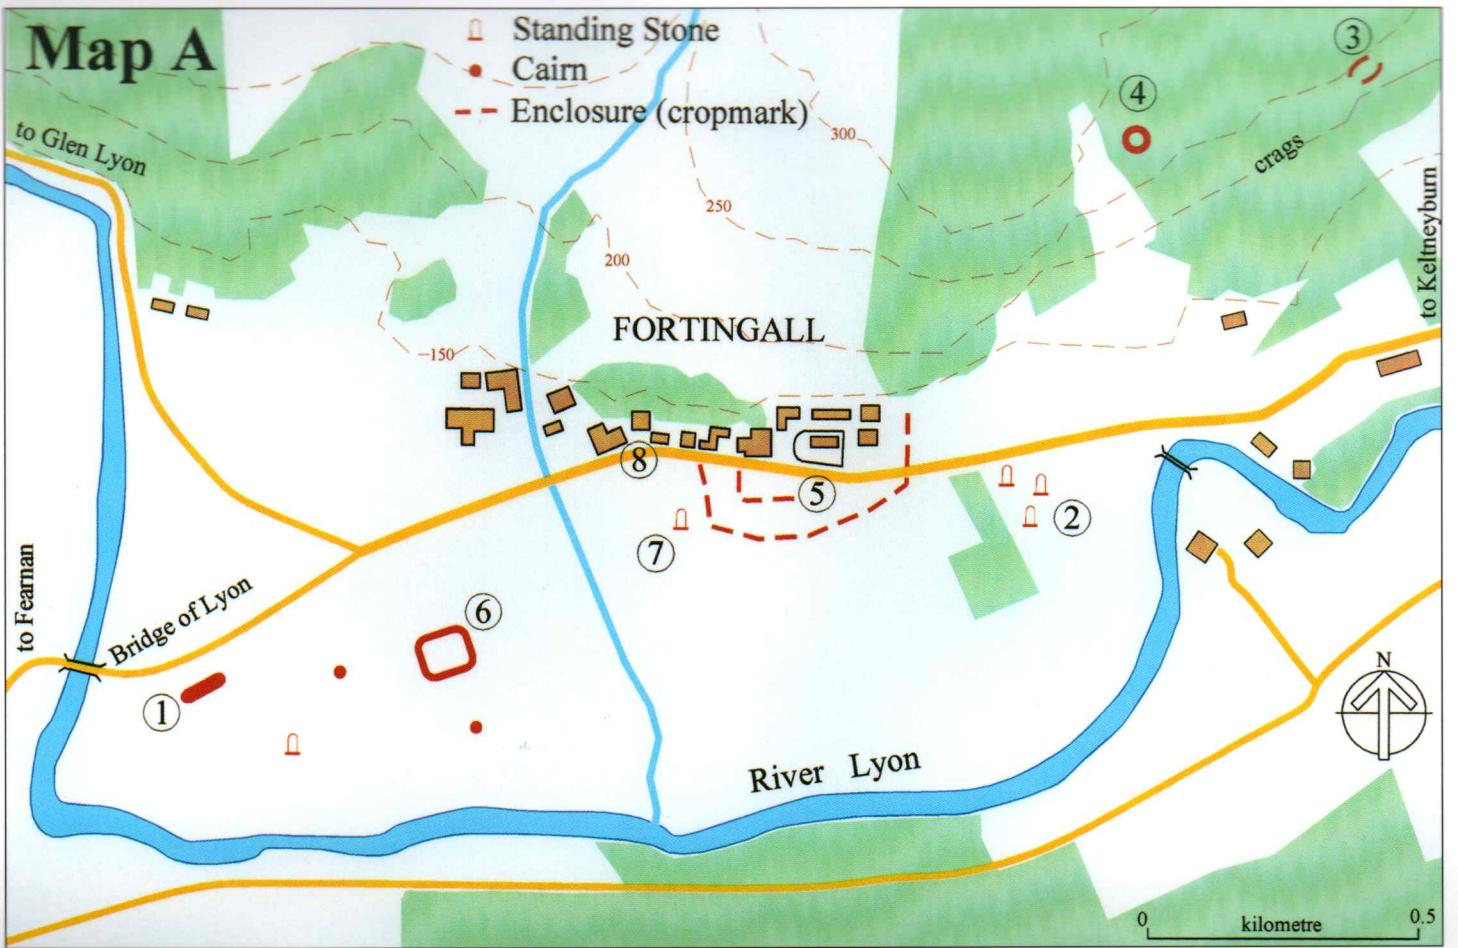 Map A
Standing Stone
Cairn
Enclosure (cropmark)
3
4
to Glen Lyon
300
crags
250
to Keltneyburn
200
FORTINGALL
150
8
5
2
7
to Fearnan
Bridge of Lyon
6
1
N
River Lyon
0 kilometre 0.5